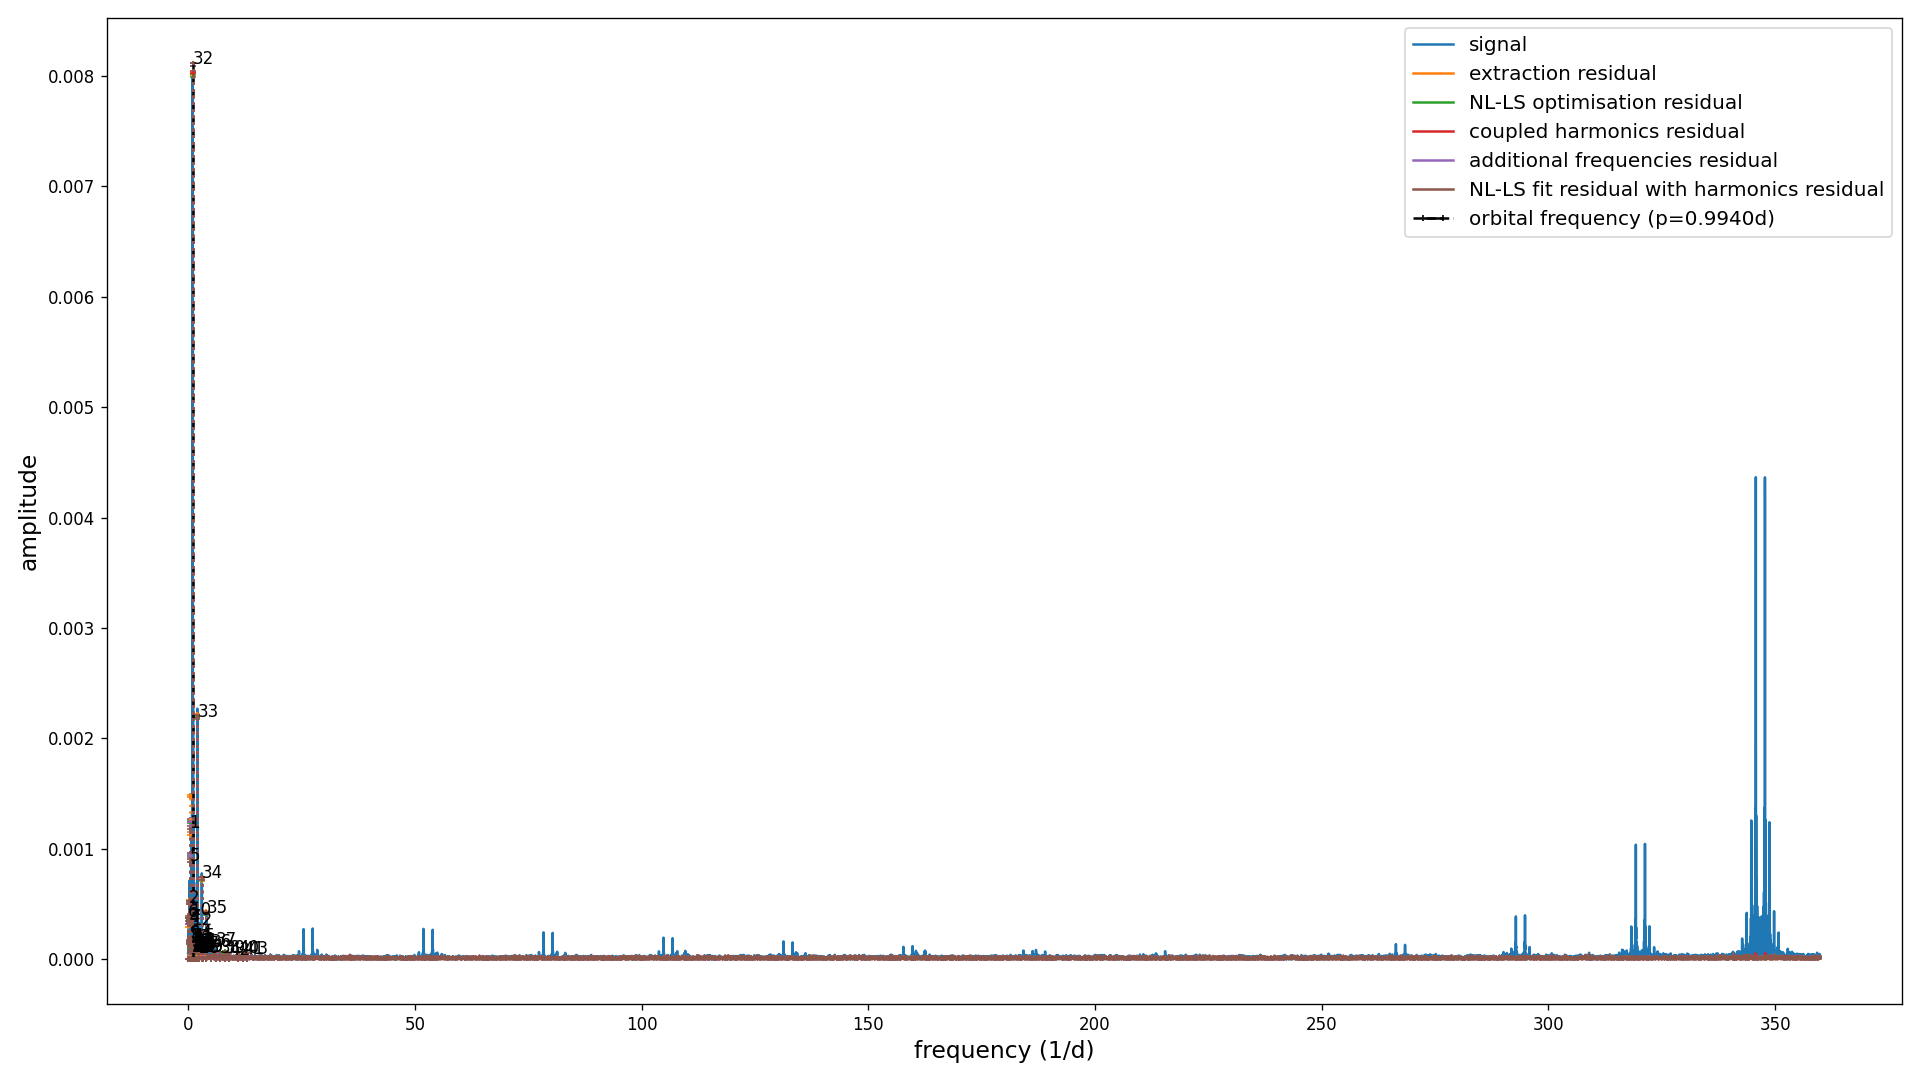 32
signal
extraction residual
NL-LS optimisation residual
coupled harmonics residual
additional frequencies residual
NL-LS fit residual with harmonics residual
orbital frequency (p=0.9940d)
0.008
0.007
0.006
0.005
0.004
0.003
0.002
0.001
0.000
amplitude
33
1
5
34
35
37
0
50
100
150
200
250
300
350
frequency (1/d)